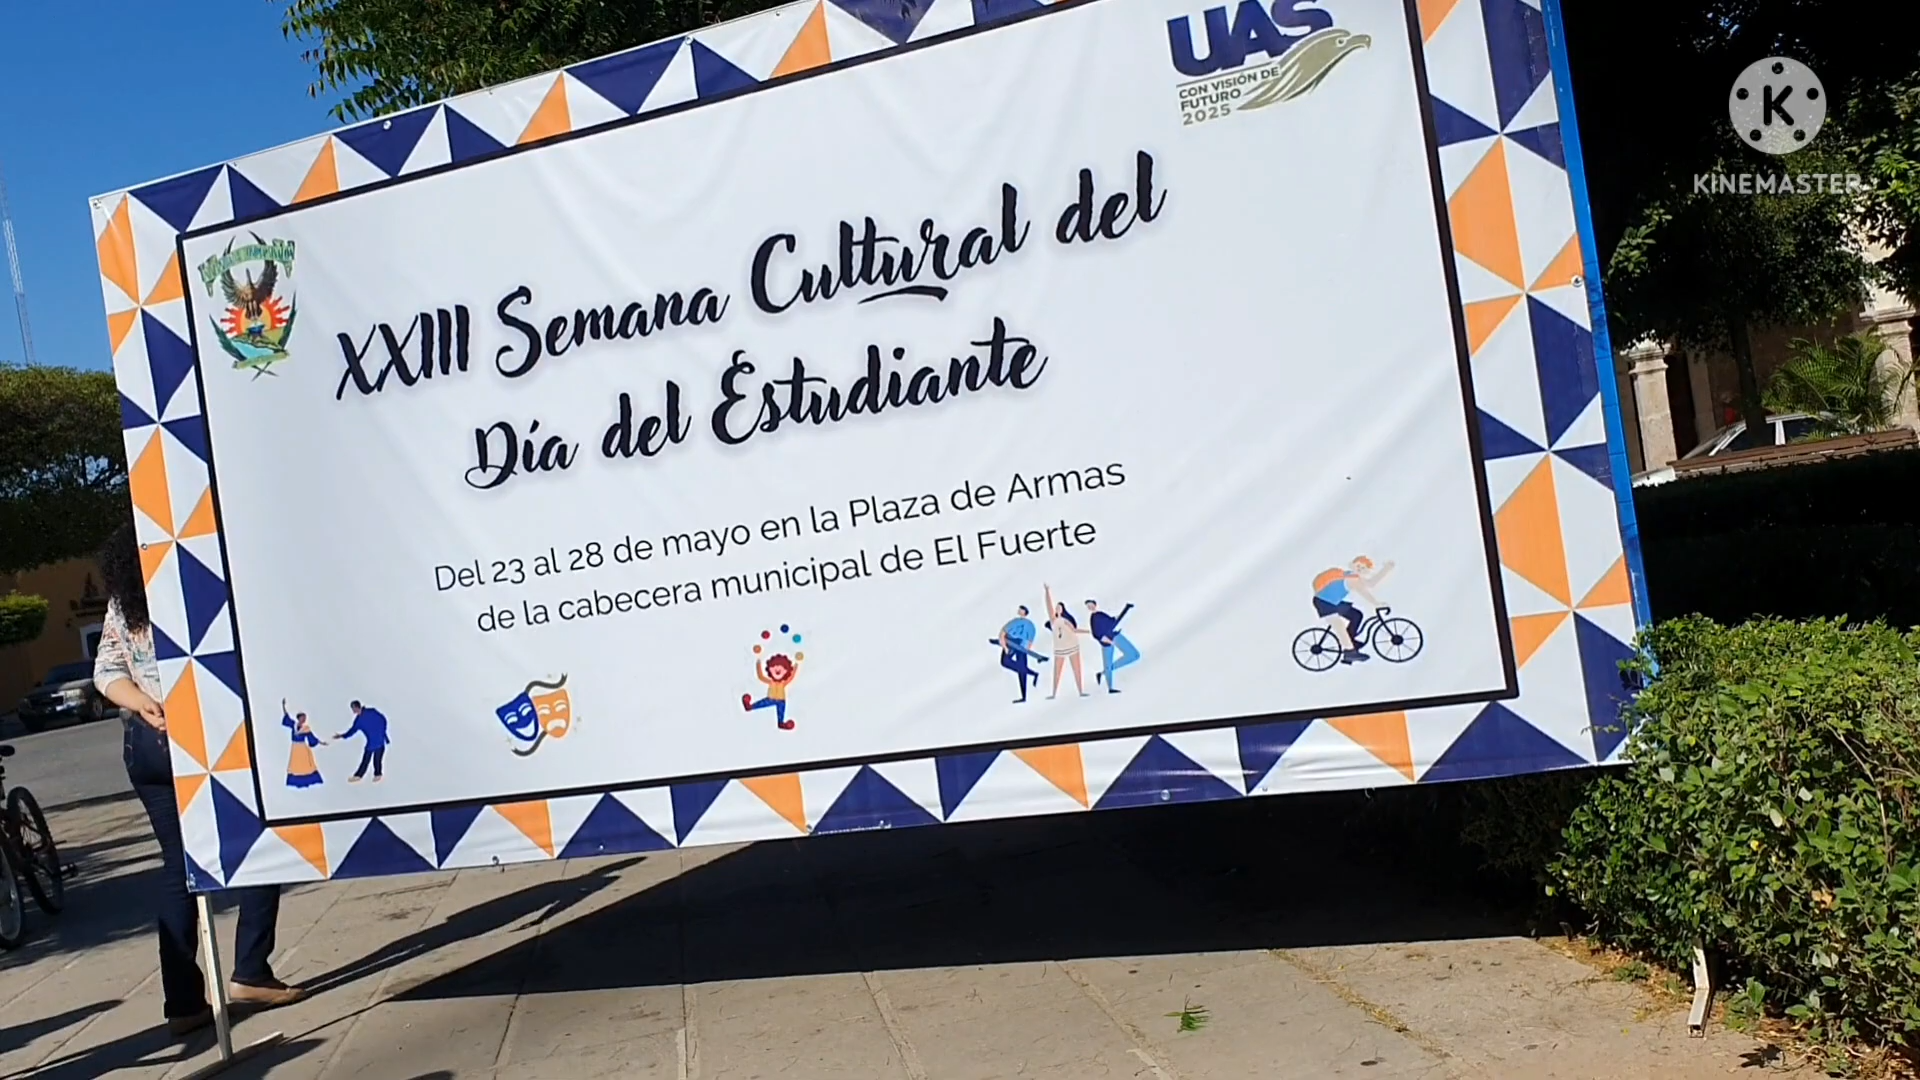 UAS
CON VISIÓN DE
FUTURO
2025
K
KINEMASTER
XXIII Semana Cultural del
Día del Estudiante
Del 23 al 28 de mayo en la Plaza de Armas
de la cabecera municipal de El Fuerte